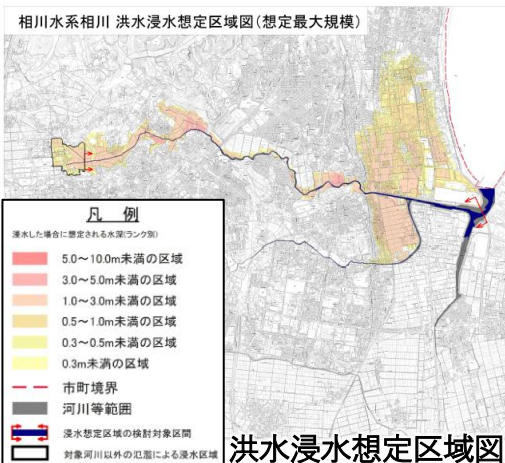 相川水系相川 洪水浸水想定区域図(想定最大規模)
凡 例
浸水した場合に想定される水深(ランク別)
5.0～10.0m未満の区域
3.0～5.0m未満の区域
1.0～3.0m未満の区域
0.5～1.0m未満の区域
0.3～0.5m未満の区域
0.3m未満の区域
市町境界
河川等範囲
浸水想定区域の検討対象区間
対象河川以外の氾濫による浸水区域
洪水浸水想定区域図